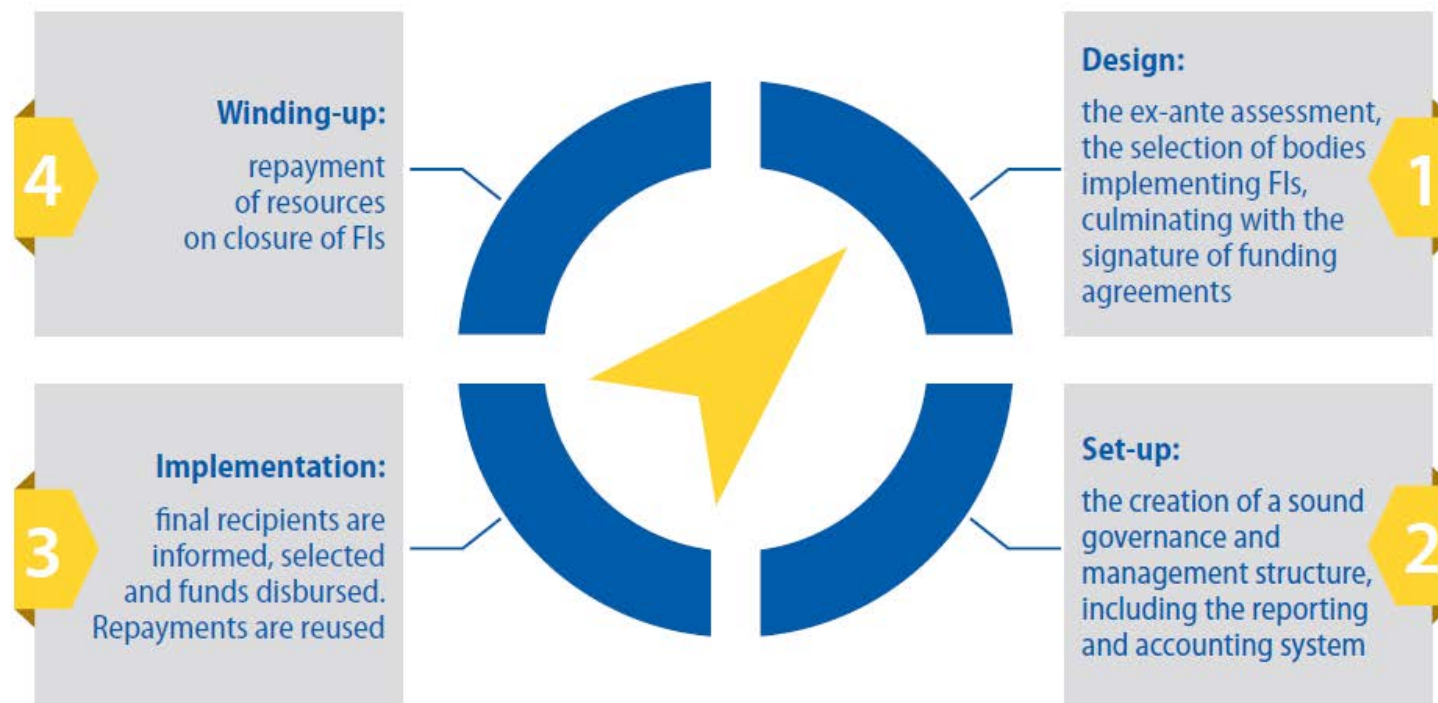 Design:
the ex-ante assessment,
the selection of bodies
implementing FIs,
culminating with the
signature of funding
agreements
1
Set-up:
the creation of a sound
governance and
management structure,
including the reporting
and accounting system
2
Implementation:
final recipients are
informed, selected
and funds disbursed.
Repayments are reused
3
Winding-up:
repayment
of resources
on closure of FIs
4